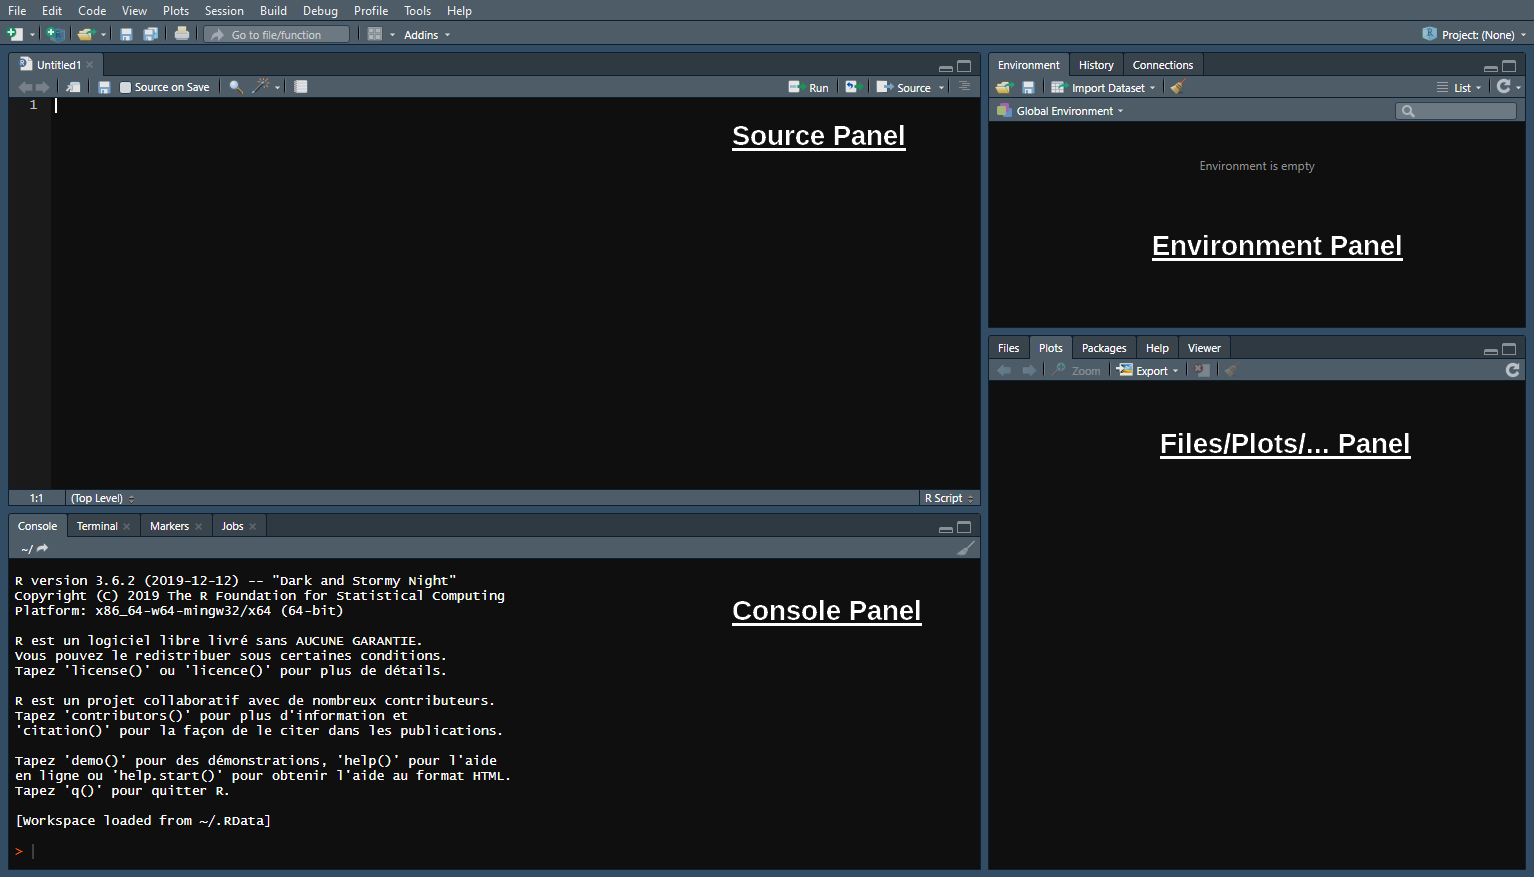 File Edit Code View Plots Session Build Debug Profile Tools Help
Go to file/function Addins Project: (None)
Untitled1
Source on Save Run Source
1
Source Panel
1:1 (Top Level) R Script
Console Terminal Markers Jobs
~/
R version 3.6.2 (2019-12-12) -- "Dark and Stormy Night"
Copyright (C) 2019 The R Foundation for Statistical Computing
Platform: x86_64-w64-mingw32/x64 (64-bit)
R est un logiciel libre livré sans AUCUNE GARANTIE.
Vous pouvez le redistribuer sous certaines conditions.
Tapez 'license()' ou 'licence()' pour plus de détails.
R est un projet collaboratif avec de nombreux contributeurs.
Tapez 'contributors()' pour plus d'information et
'citation()' pour la façon de le citer dans les publications.
Tapez 'demo()' pour des démonstrations, 'help()' pour l'aide
en ligne ou 'help.start()' pour obtenir l'aide au format HTML.
Tapez 'q()' pour quitter R.
[Workspace loaded from ~/.RData]
>
Console Panel
Environment History Connections
Import Dataset List
Global Environment
Environment is empty
Environment Panel
Files Plots Packages Help Viewer
Zoom Export
Files/Plots/... Panel